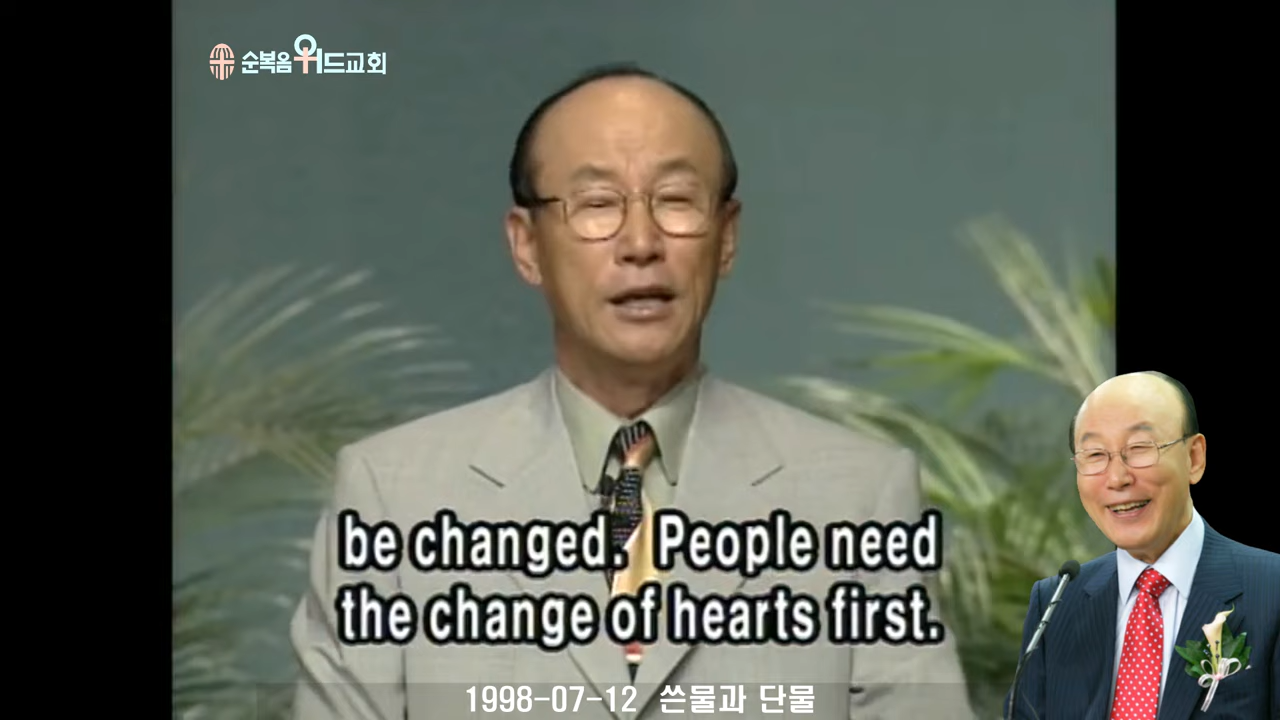 순복음워드교회
be changed. People need
the change of hearts first.
1998-07-12 쓴물과 단물